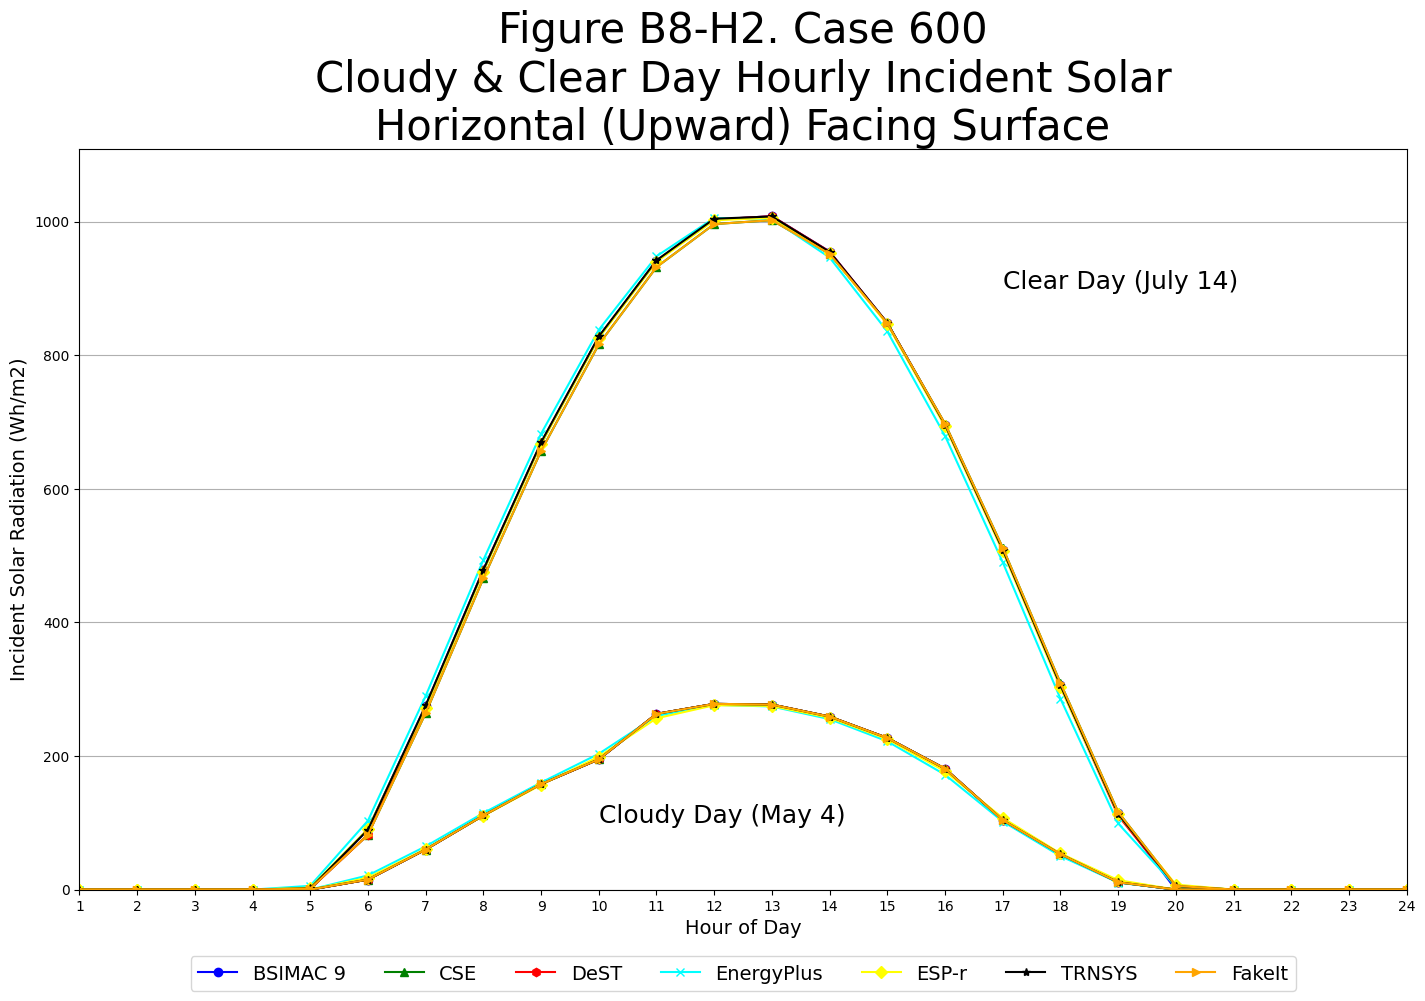 Figure B8-H2. Case 600
Cloudy & Clear Day Hourly Incident Solar
Horizontal (Upward) Facing Surface
Incident Solar Radiation (Wh/m2)
1000
800
600
400
200
0
Clear Day (July 14)
Cloudy Day (May 4)
1 2 3 4 5 6 7 8 9 10 11 12 13 14 15 16 17 18 19 20 21 22 23 24
Hour of Day
BSIMAC 9 CSE DeST EnergyPlus ESP-r TRNSYS FakeIt